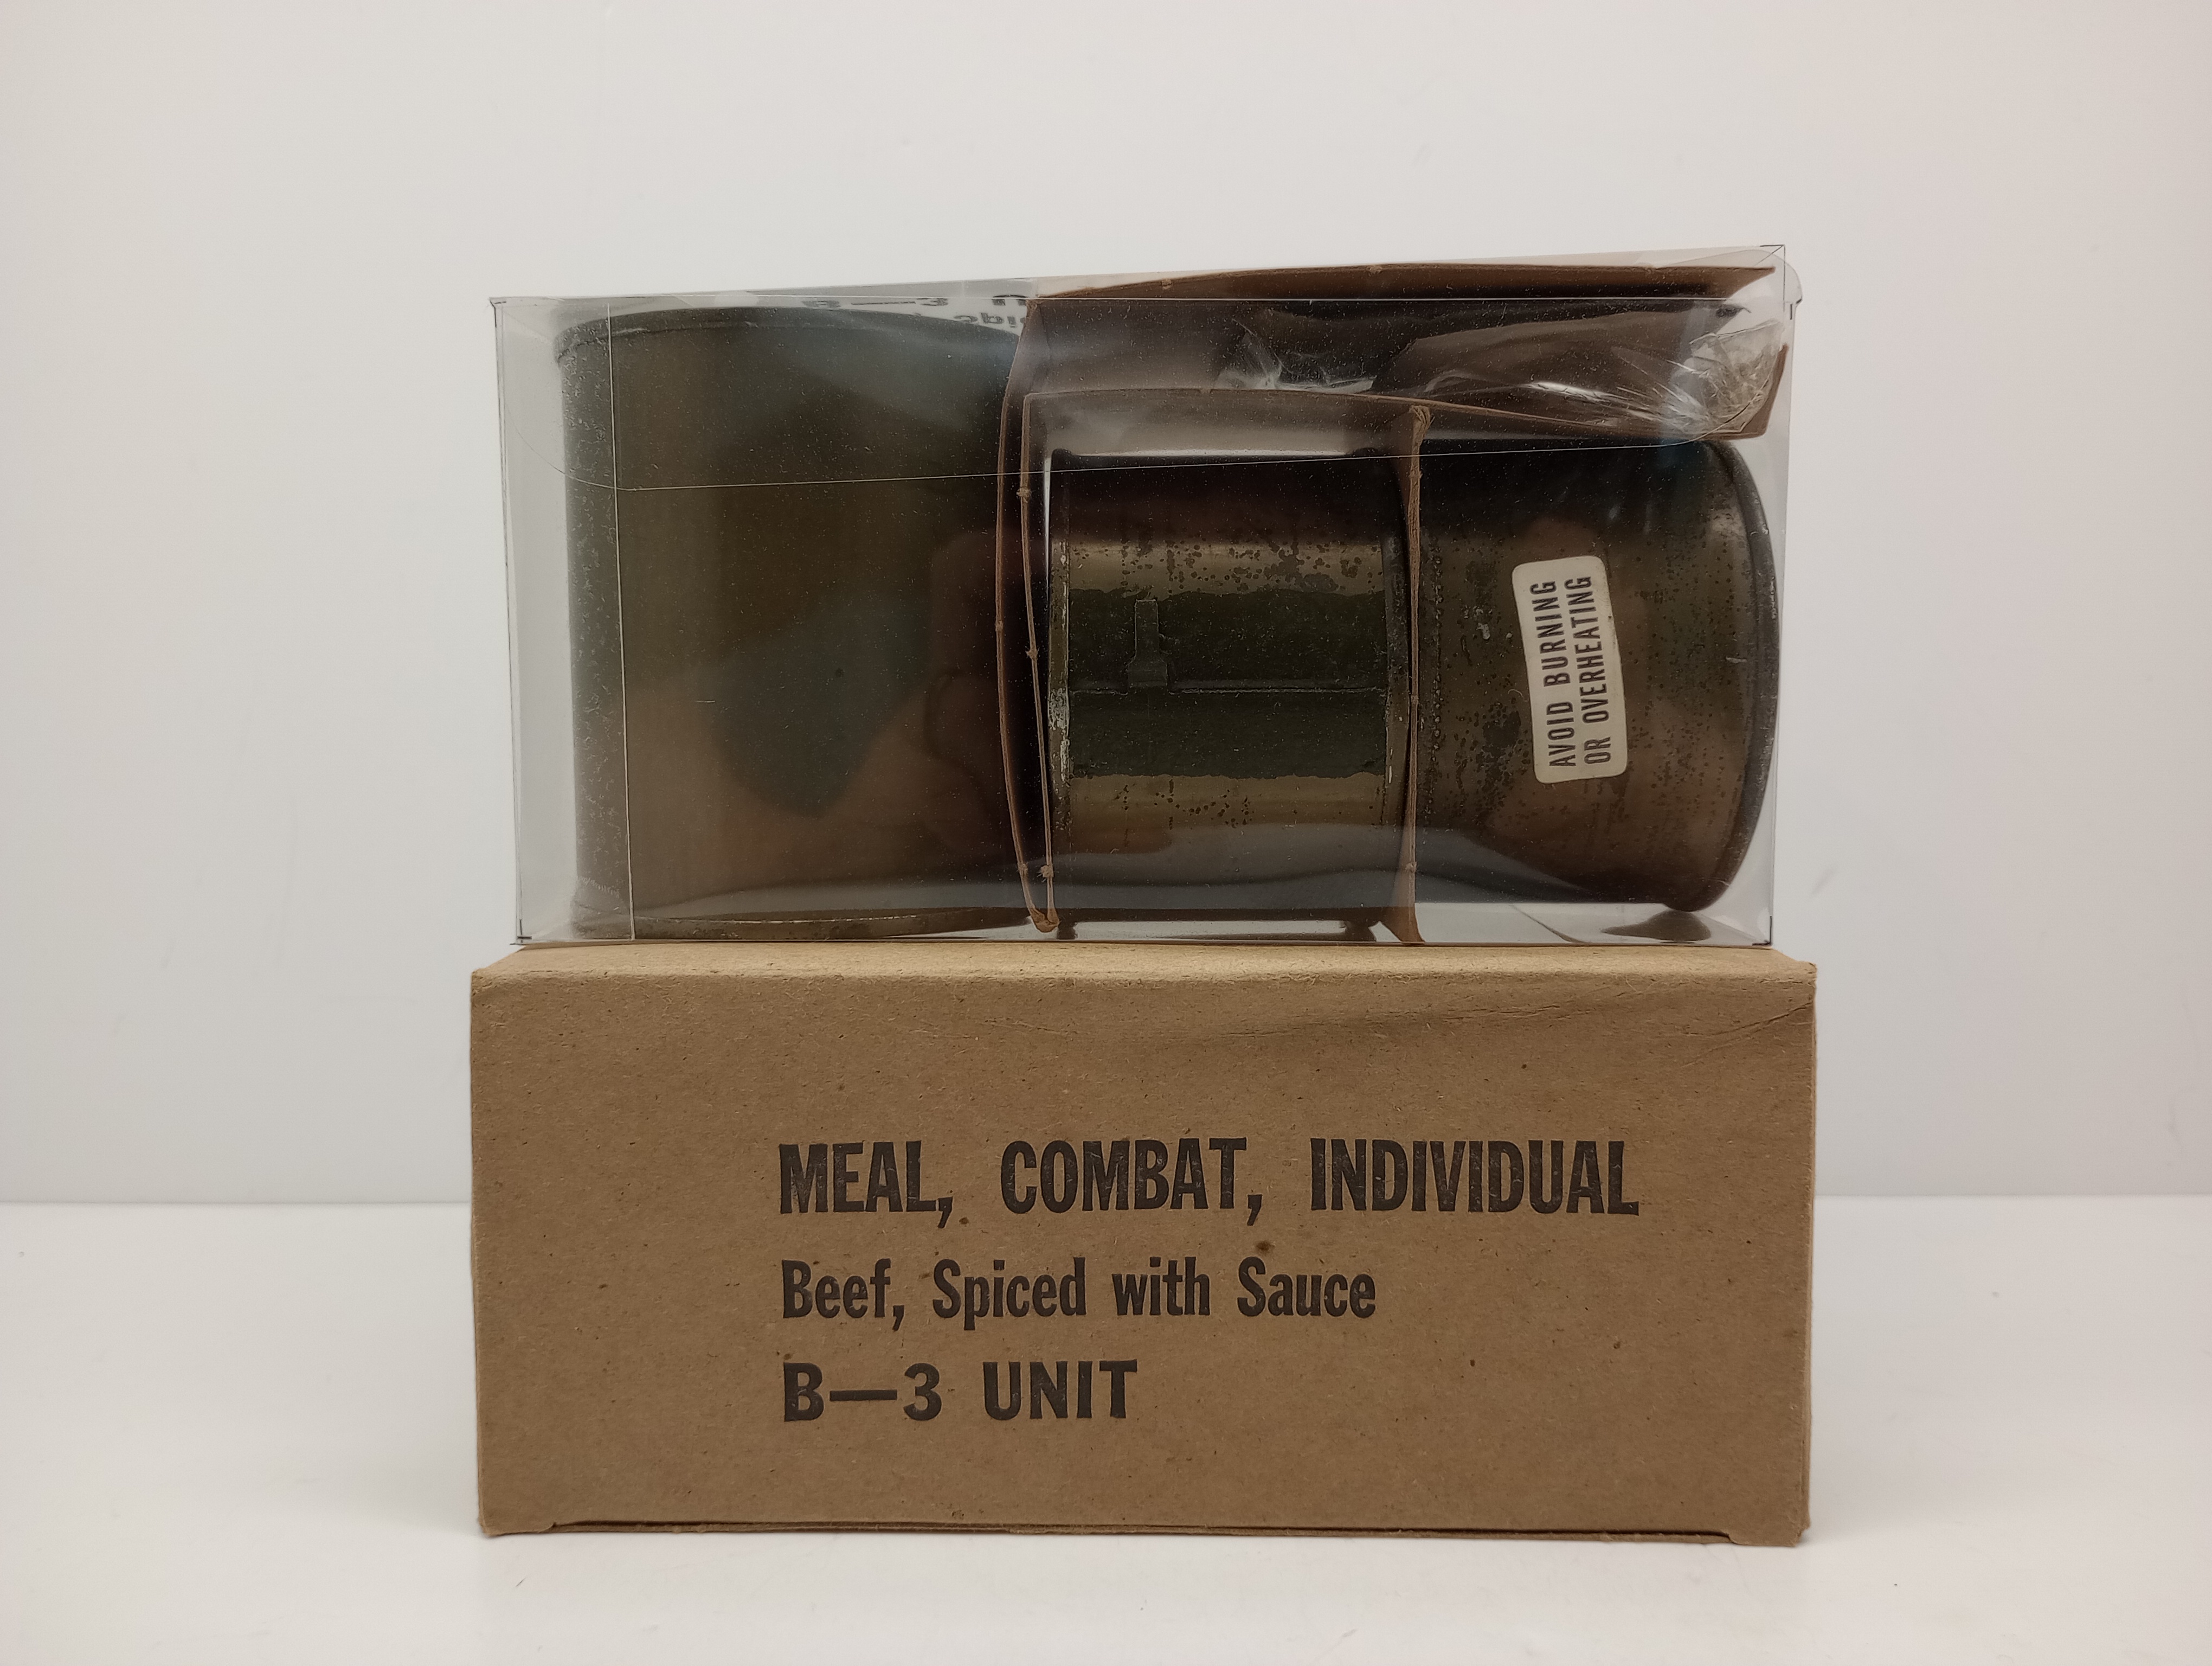 AVOID BURNING
OR OVERHEATING
MEAL, COMBAT, INDIVIDUAL
Beef, Spiced with Sauce
B—3 UNIT